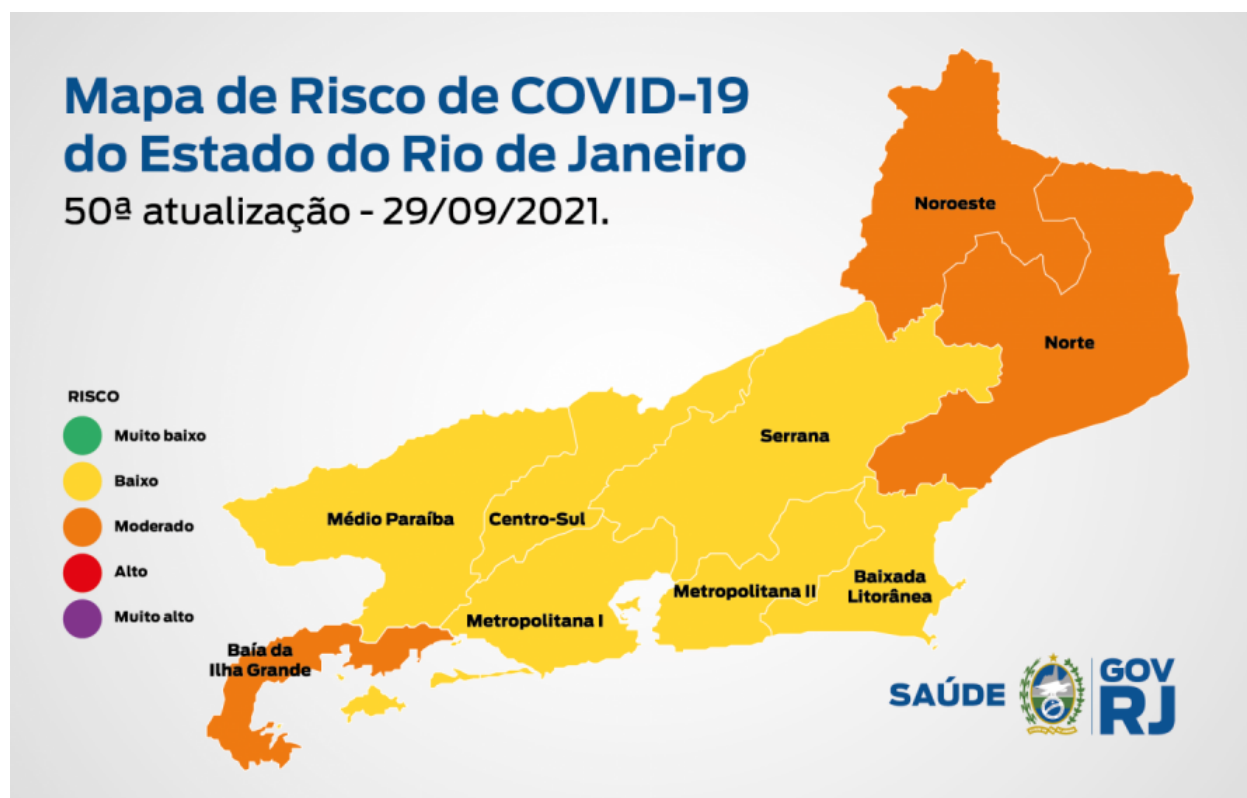 Mapa de Risco de COVID-19
do Estado do Rio de Janeiro
50ª atualização - 29/09/2021.
Noroeste
Norte
RISCO
Muito baixo
Baixo
Moderado
Alto
Muito alto
Serrana
Médio Paraíba
Centro-Sul
Metropolitana I
Metropolitana II
Baixada
Litorânea
Baía da
Ilha Grande
SAÚDE
GOV
RJ